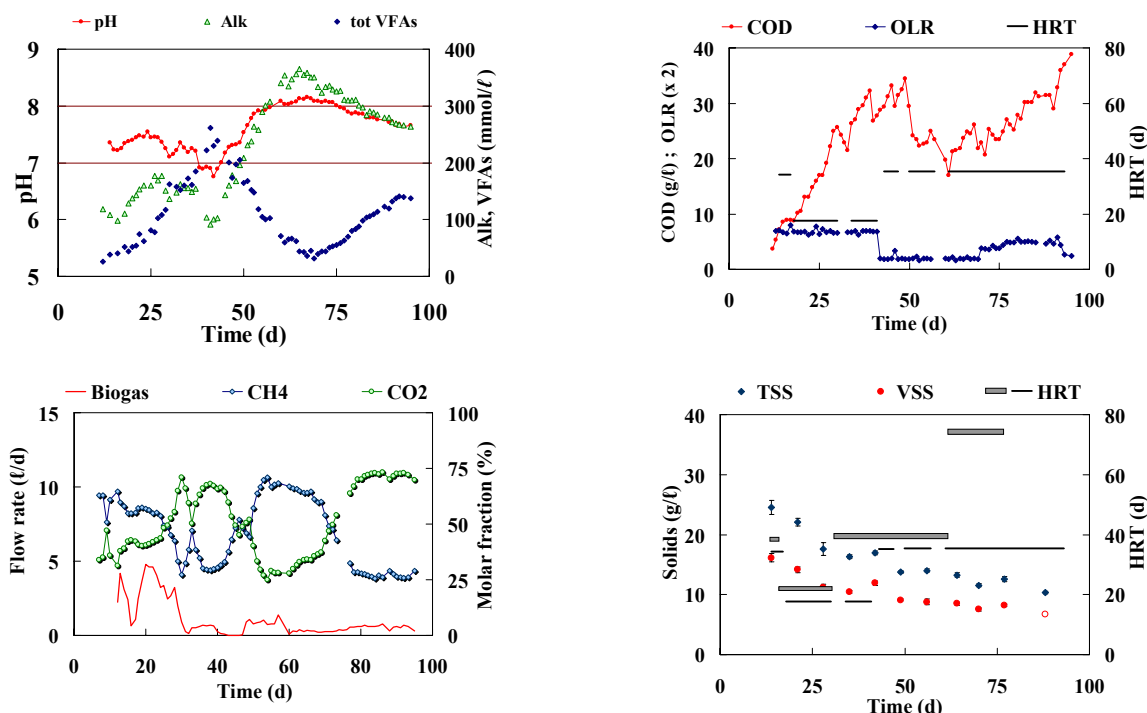 pH Alk tot VFAs
9 400
8 300
7 200
6 100
5 0
0 25 50 75 100
pH
Alk, VFAs (mmol/ℓ)
Time (d)
COD OLR HRT
40 80
30 60
20 40
10 20
0 0
0 25 50 75 100
COD (g/ℓ) ; OLR (x 2)
HRT (d)
Time (d)
Biogas CH4 CO2
15 100
75
10
50
5 25
0 0
0 20 40 60 80 100
Flow rate (ℓ/d)
Molar fraction (%)
Time (d)
TSS VSS HRT
40 80
30 60
20 40
10 20
0 0
0 25 50 75 100
Solids (g/ℓ)
HRT (d)
Time (d)